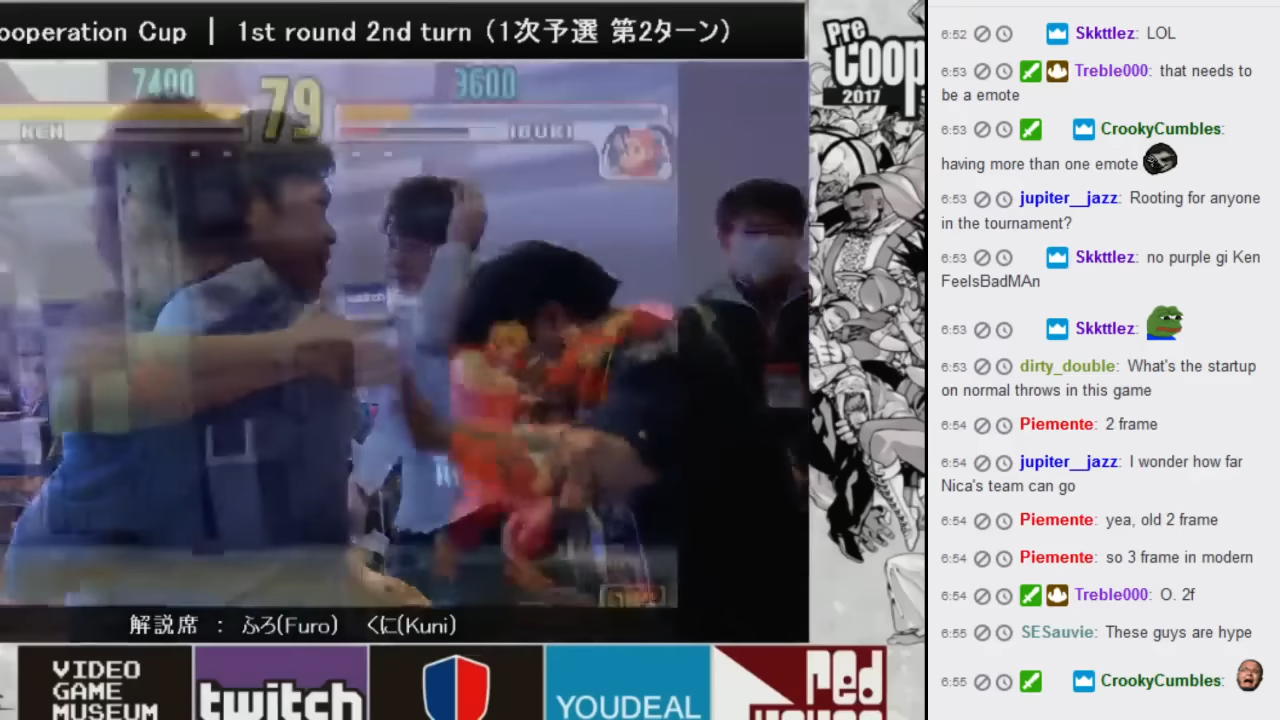 ooperation Cup | 1st round 2nd turn (1次予選 第2ターン)
7400
79
3600
KEN
IBUKI
twitch
Pre
Coop
2017
解説席 : ふろ(Furo) くに(Kuni)
VIDEO
GAME
MUSEUM
twitch
YOUDEAL
red
6:52 Skkttlez: LOL
6:53 Treble000: that needs to
be a emote
6:53 CrookyCumbles:
having more than one emote
6:53 jupiter__jazz: Rooting for anyone
in the tournament?
6:53 Skkttlez: no purple gi Ken
FeelsBadMAn
6:53 Skkttlez:
6:53 dirty_double: What's the startup
on normal throws in this game
6:54 Piemente: 2 frame
6:54 jupiter__jazz: I wonder how far
Nica's team can go
6:54 Piemente: yea, old 2 frame
6:54 Piemente: so 3 frame in modern
6:54 Treble000: O. 2f
6:55 SESauvie: These guys are hype
6:55 CrookyCumbles: